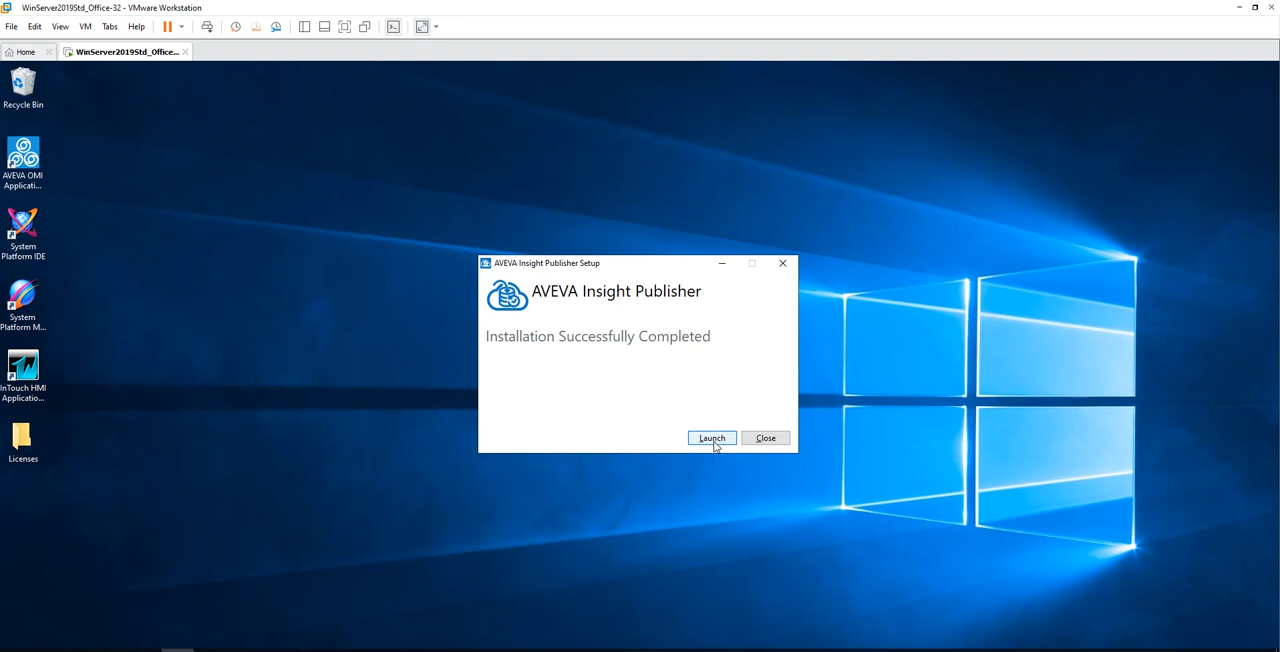 WinServer2019Std_Office-32 - VMware Workstation
File Edit View VM Tabs Help
Home WinServer2019Std_Office...
Recycle Bin
AVEVA OMI
Applicati...
System
Platform IDE
System
Platform M...
InTouch HMI
Applicatio...
Licenses
AVEVA Insight Publisher Setup
AVEVA Insight Publisher
Installation Successfully Completed
Launch Close